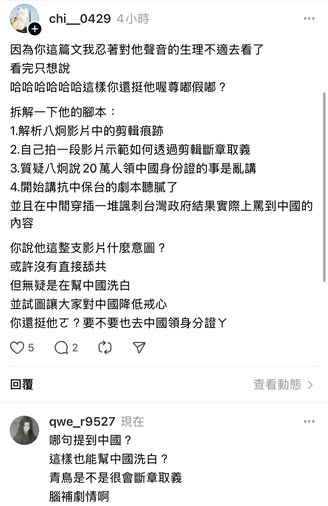 chi__0429 4小時
因為你這篇文我忍著對他聲音的生理不適去看了
看完只想說
哈哈哈哈哈哈這樣你還挺他喔尊嘟假嘟？
拆解一下他的腳本：
1.解析八炯影片中的剪輯痕跡
2.自己拍一段影片示範如何透過剪輯斷章取義
3.質疑八炯說20萬人領中國身份證的事是亂講
4.開始講抗中保台的劇本聽膩了
並且在中間穿插一堆諷刺台灣政府結果實際上罵到中國的
內容
你說他這整支影片什麼意圖？
或許沒有直接舔共
但無疑是在幫中國洗白
並試圖讓大家對中國降低戒心
你還挺他ㄛ？要不要也去中國領身分證ㄚ
5 2
回覆
查看動態
qwe_r9527 現在
哪句提到中國？
這樣也能幫中國洗白？
青鳥是不是很會斷章取義
腦補劇情啊